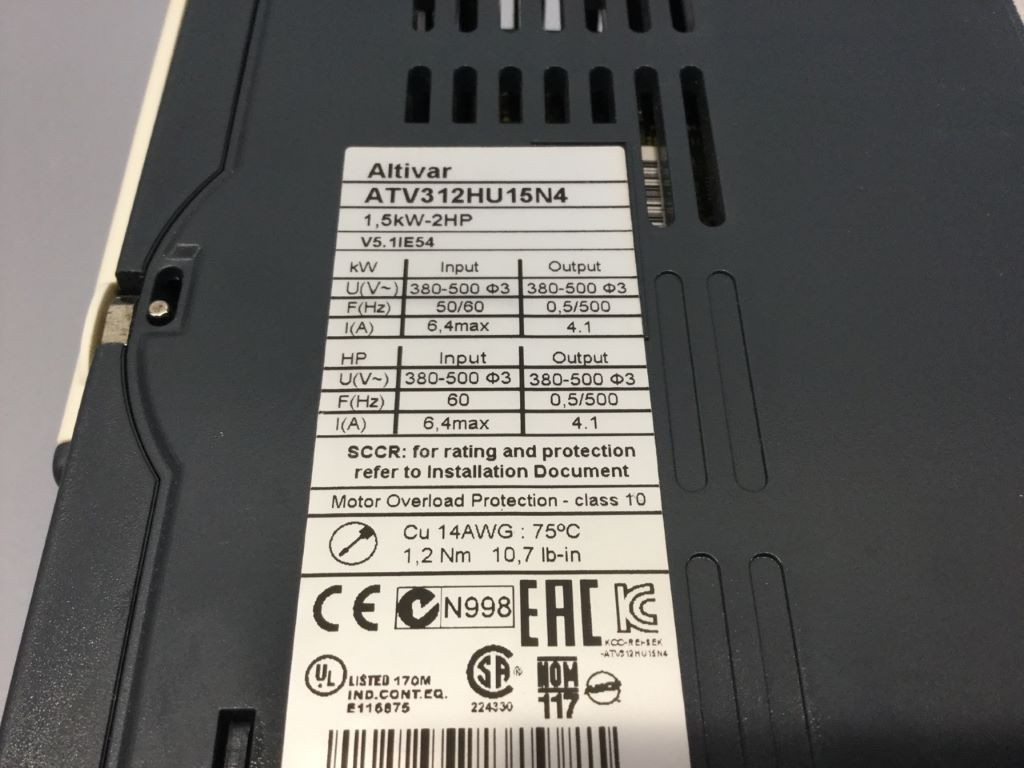 Altivar
ATV312HU15N4
1,5kW-2HP
V5.1IE54
kW Input Output
U(V~) 380-500 Φ3 380-500 Φ3
F(Hz) 50/60 0,5/500
I(A) 6,4max 4.1
HP Input Output
U(V~) 380-500 Φ3 380-500 Φ3
F(Hz) 60 0,5/500
I(A) 6,4max 4.1
SCCR: for rating and protection
refer to Installation Document
Motor Overload Protection - class 10
Cu 14AWG : 75ºC
1,2 Nm 10,7 lb-in
CE N998 EAC KC
-ATV312HU15N4
UL LISTED 170M
IND.CONT.EQ.
E116875
SA ®
224330
NOM
117